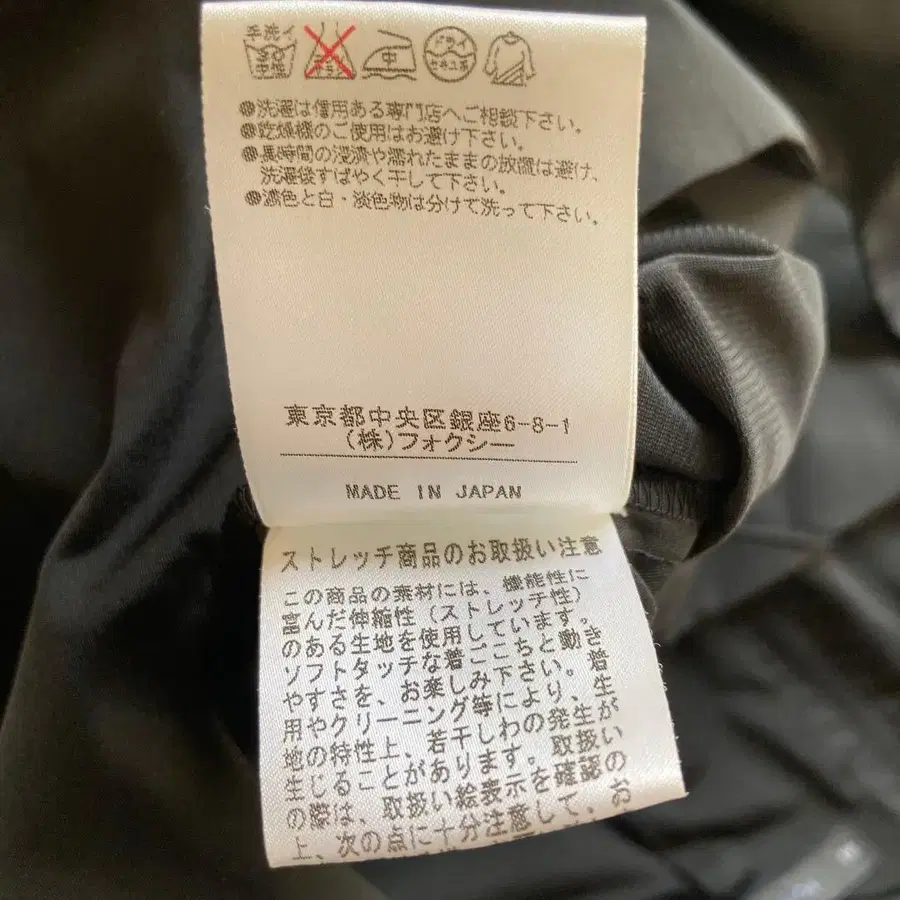 手洗イ
30
中性
エンソサラシ
中
ドライ
セキユ系
●洗濯は信用ある専門店へご相談下さい。
●乾燥機のご使用はお避け下さい。
●長時間の浸漬や濡れたままの放置は避け、
洗濯後すばやく干して下さい。
●濃色と白・淡色物は分けて洗って下さい。
東京都中央区銀座6-8-1
(株)フォクシー
MADE IN JAPAN
ストレッチ商品のお取扱い注意
この商品の素材には、機能性に
富んだ伸縮性(ストレッチ性)
のある生地を使用しています。
ソフトタッチな着ごこちと動き
やすさを、お楽しみ下さい。着
用やクリーニング等により、生
地の特性上、若干しわの発生が
生じることがあります。取扱い
の際は、取扱い絵表示を確認の
上、次の点に十分注意して、お